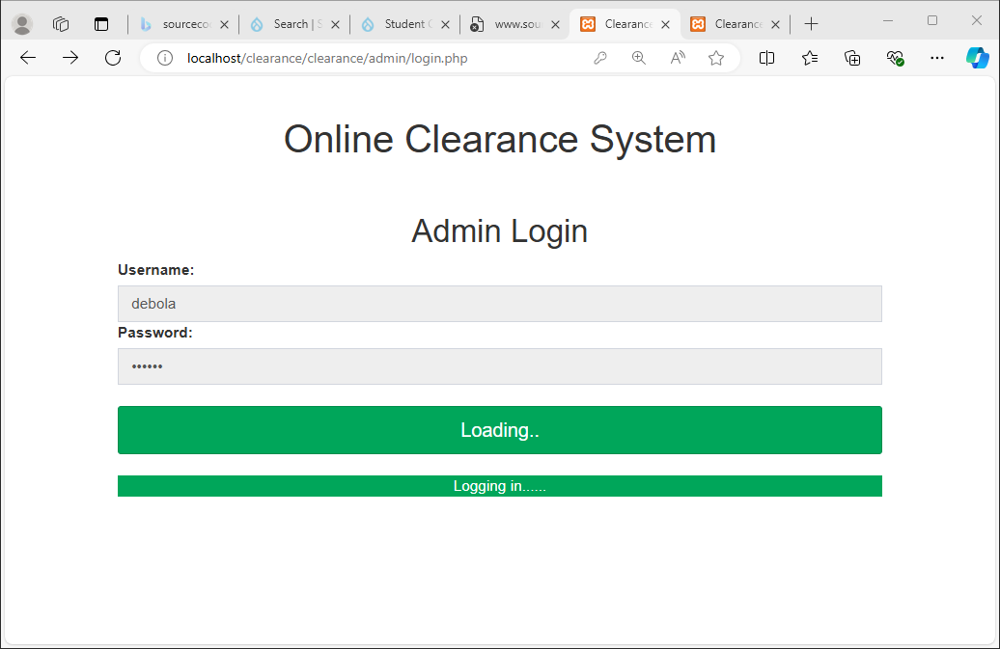 sourceco
Search | S
Student C
www.sou
Clearance
Clearance
localhost/clearance/clearance/admin/login.php
Online Clearance System
Admin Login
Username:
debola
Password:
••••••
Loading..
Logging in......